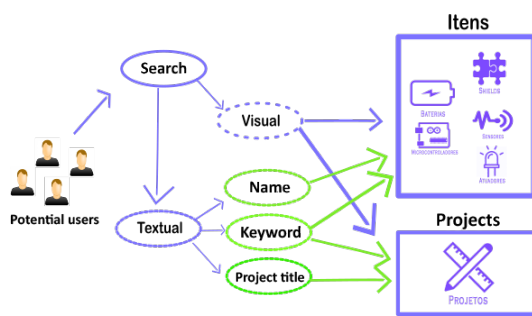 Itens
Search
SHIELDS
BATERIAS
Visual
SENSORES
MICROCONTROLADORES
ATUADORES
Name
Potential users
Textual
Keyword
Projects
Project title
PROJETOS